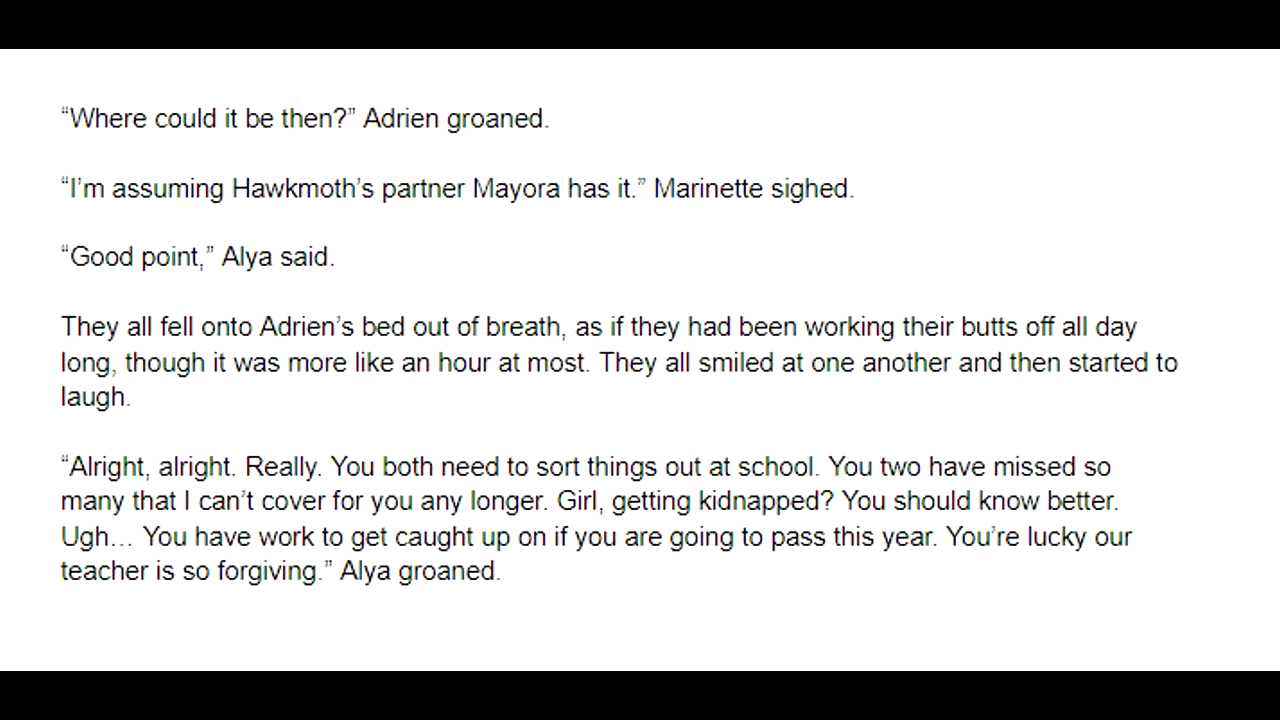 “Where could it be then?” Adrien groaned.
“I’m assuming Hawkmoth’s partner Mayora has it.” Marinette sighed.
“Good point,” Alya said.
They all fell onto Adrien’s bed out of breath, as if they had been working their butts off all day
long, though it was more like an hour at most. They all smiled at one another and then started to
laugh.
“Alright, alright. Really. You both need to sort things out at school. You two have missed so
many that I can’t cover for you any longer. Girl, getting kidnapped? You should know better.
Ugh… You have work to get caught up on if you are going to pass this year. You’re lucky our
teacher is so forgiving.” Alya groaned.